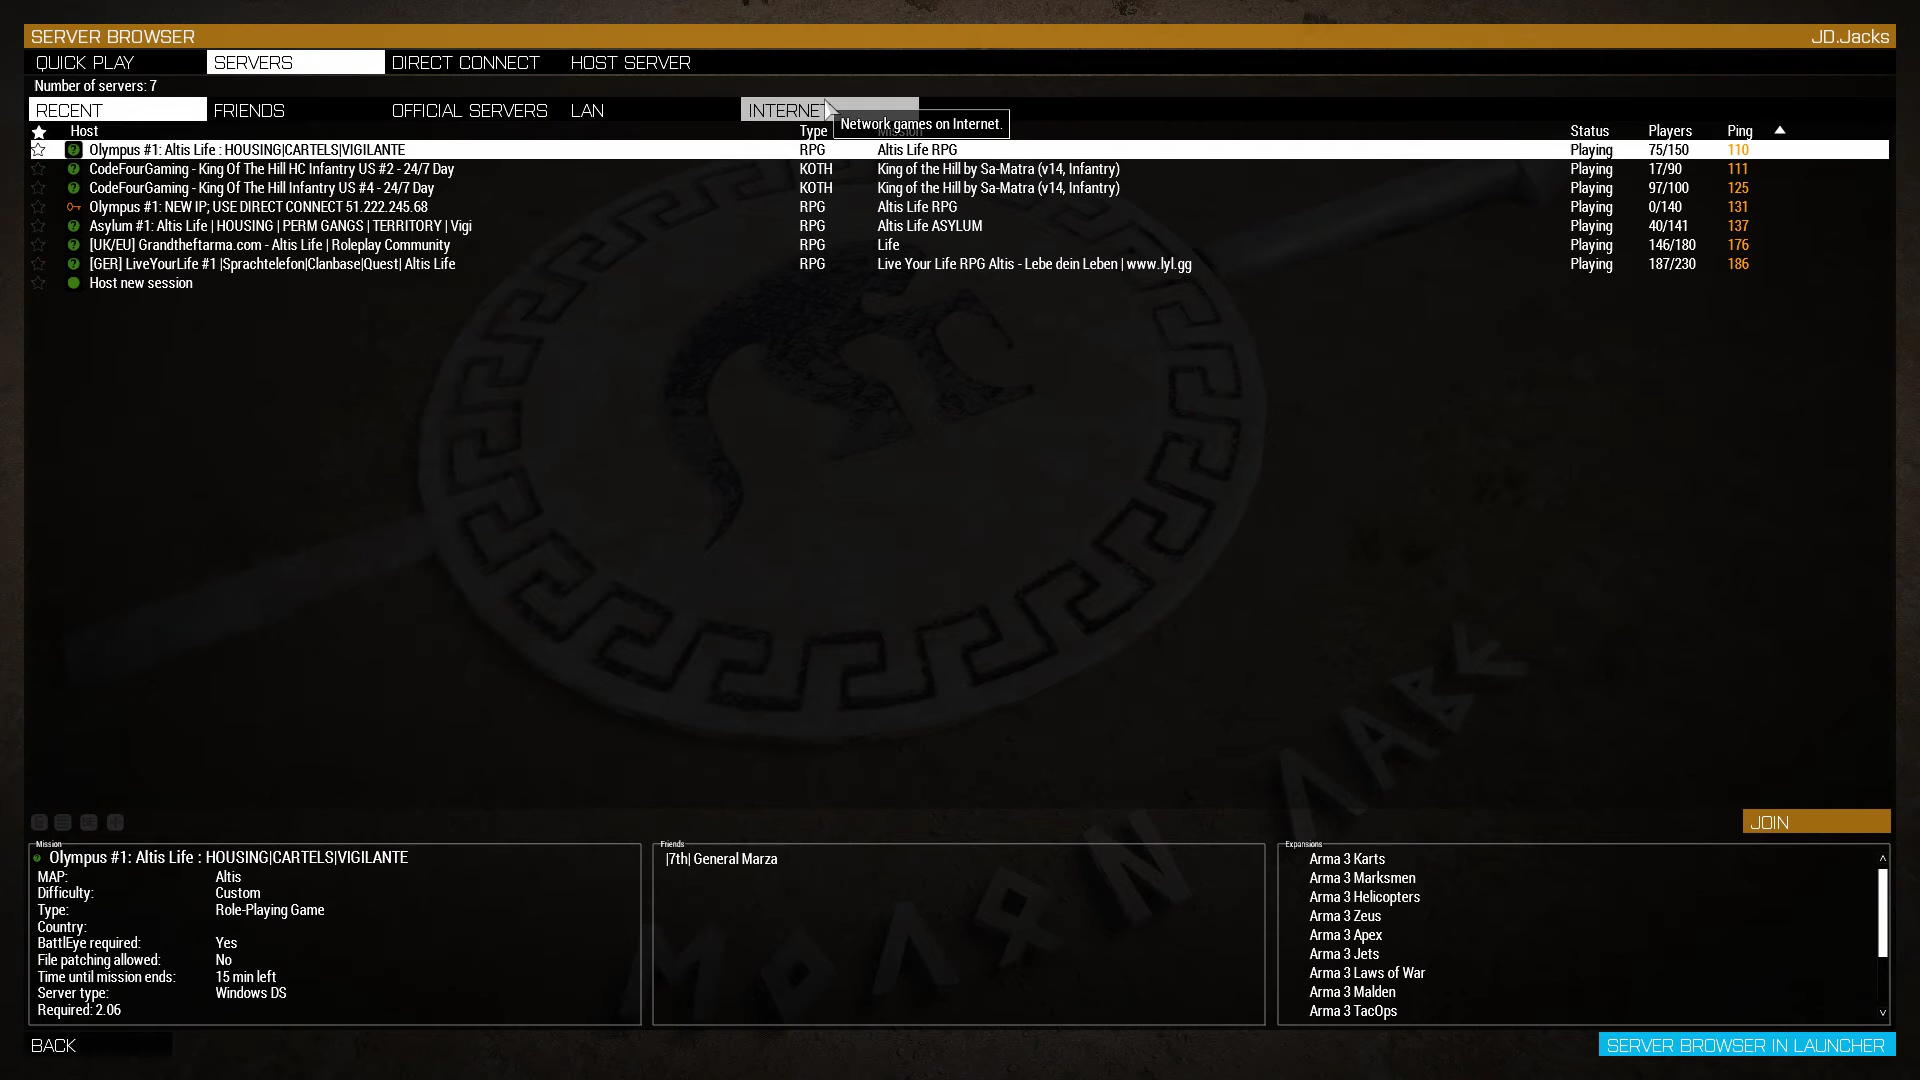 SERVER BROWSER JD.Jacks
QUICK PLAY SERVERS DIRECT CONNECT HOST SERVER
Number of servers: 7
RECENT FRIENDS OFFICIAL SERVERS LAN INTERNE
Network games on Internet.
Host Type Mission Status Players Ping
Olympus #1: Altis Life : HOUSING|CARTELS|VIGILANTE RPG Altis Life RPG Playing 75/150 110
CodeFourGaming - King Of The Hill HC Infantry US #2 - 24/7 Day KOTH King of the Hill by Sa-Matra (v14, Infantry) Playing 17/90 111
CodeFourGaming - King Of The Hill Infantry US #4 - 24/7 Day KOTH King of the Hill by Sa-Matra (v14, Infantry) Playing 97/100 125
Olympus #1: NEW IP; USE DIRECT CONNECT 51.222.245.68 RPG Altis Life RPG Playing 0/140 131
Asylum #1: Altis Life | HOUSING | PERM GANGS | TERRITORY | Vigi RPG Altis Life ASYLUM Playing 40/141 137
[UK/EU] Grandtheftarma.com - Altis Life | Roleplay Community RPG Life Playing 146/180 176
[GER] LiveYourLife #1 |Sprachtelefon|Clanbase|Quest| Altis Life RPG Live Your Life RPG Altis - Lebe dein Leben | www.lyl.gg Playing 187/230 186
Host new session
ΜΟΛΩΝ ΛΑΒΕ
JOIN
Mission
Olympus #1: Altis Life : HOUSING|CARTELS|VIGILANTE
MAP: Altis
Difficulty: Custom
Type: Role-Playing Game
Country:
BattlEye required: Yes
File patching allowed: No
Time until mission ends: 15 min left
Server type: Windows DS
Required: 2.06
Friends
|7th| General Marza
Expansions
Arma 3 Karts
Arma 3 Marksmen
Arma 3 Helicopters
Arma 3 Zeus
Arma 3 Apex
Arma 3 Jets
Arma 3 Laws of War
Arma 3 Malden
Arma 3 TacOps
BACK SERVER BROWSER IN LAUNCHER